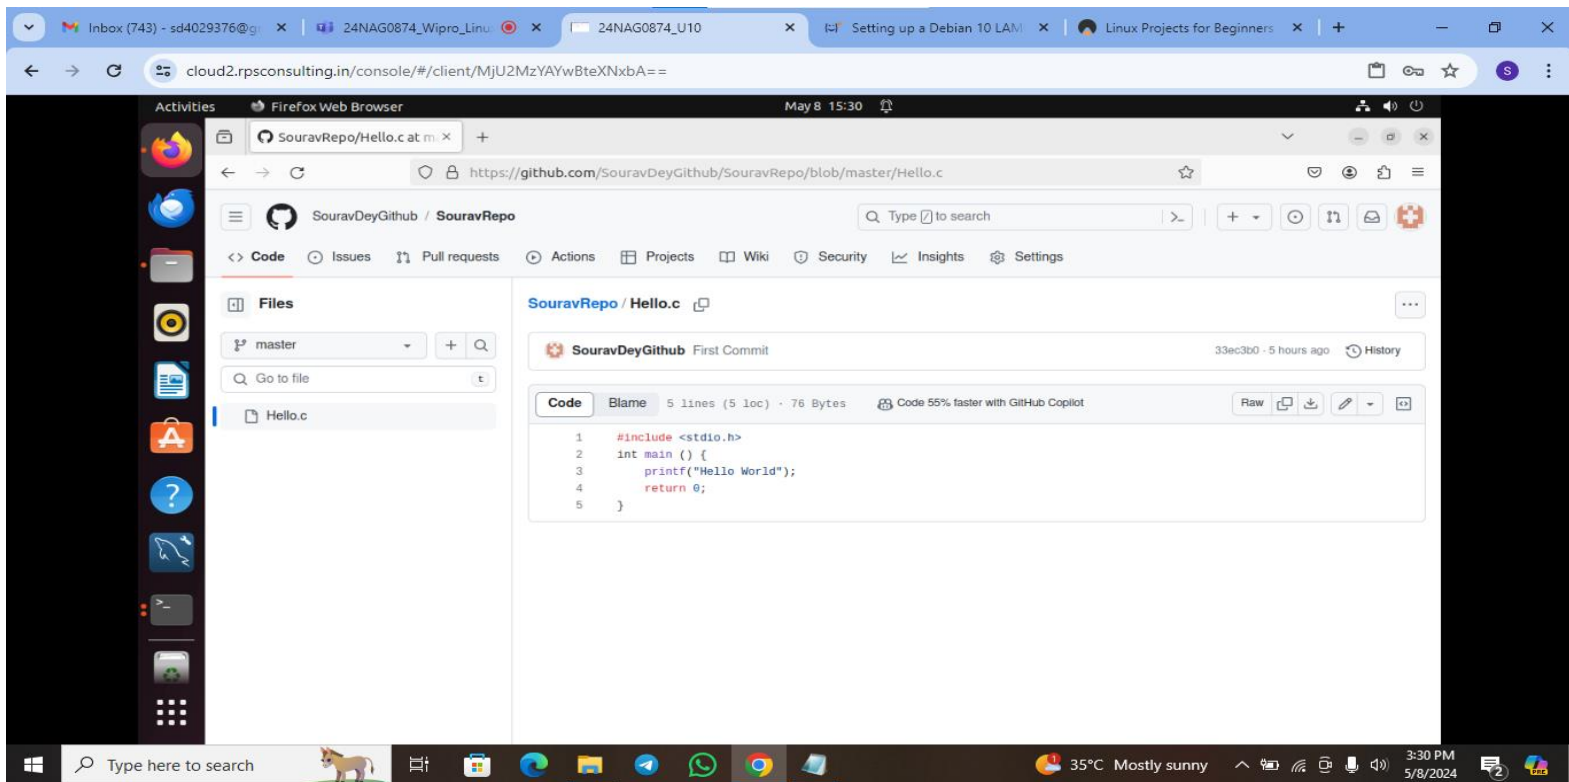 Inbox (743) - sd4029376@g
24NAG0874_Wipro_Linu
24NAG0874_U10
Setting up a Debian 10 LAM
Linux Projects for Beginners
cloud2.rpsconsulting.in/console/#/client/MjU2MzYAYwBteXNxbA==
S
Activities
Firefox Web Browser
May 8 15:30
SouravRepo/Hello.c at m
https://github.com/SouravDeyGithub/SouravRepo/blob/master/Hello.c
SouravDeyGithub / SouravRepo
Type / to search
Code
Issues
Pull requests
Actions
Projects
Wiki
Security
Insights
Settings
Files
SouravRepo / Hello.c
master
SouravDeyGithub First Commit
33ec3b0 · 5 hours ago
History
Go to file
t
Code
Blame
5 lines (5 loc) · 76 Bytes
Code 55% faster with GitHub Copilot
Raw
Hello.c
1 #include <stdio.h>
2 int main () {
3 printf("Hello World");
4 return 0;
5 }
Type here to search
35°C Mostly sunny
3:30 PM
5/8/2024
2
PRE